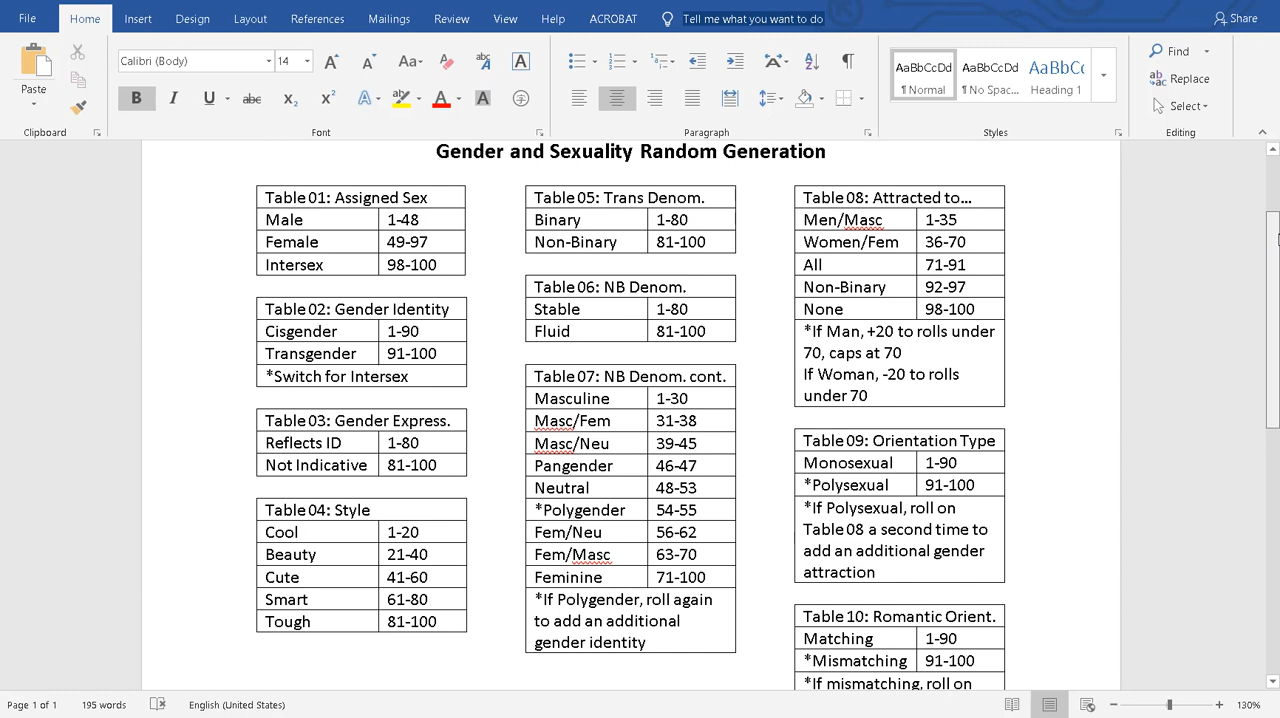 File Home Insert Design Layout References Mailings Review View Help ACROBAT Tell me what you want to do Share
Calibri (Body) 14
Paste
Find
Replace
Select
AaBbCcDd AaBbCcDd AaBbCc
¶ Normal ¶ No Spac... Heading 1
Clipboard Font Paragraph Styles Editing
Gender and Sexuality Random Generation
Table 01: Assigned Sex
Male 1-48
Female 49-97
Intersex 98-100
Table 02: Gender Identity
Cisgender 1-90
Transgender 91-100
*Switch for Intersex
Table 03: Gender Express.
Reflects ID 1-80
Not Indicative 81-100
Table 04: Style
Cool 1-20
Beauty 21-40
Cute 41-60
Smart 61-80
Tough 81-100
Table 05: Trans Denom.
Binary 1-80
Non-Binary 81-100
Table 06: NB Denom.
Stable 1-80
Fluid 81-100
Table 07: NB Denom. cont.
Masculine 1-30
Masc/Fem 31-38
Masc/Neu 39-45
Pangender 46-47
Neutral 48-53
*Polygender 54-55
Fem/Neu 56-62
Fem/Masc 63-70
Feminine 71-100
*If Polygender, roll again
to add an additional
gender identity
Table 08: Attracted to...
Men/Masc 1-35
Women/Fem 36-70
All 71-91
Non-Binary 92-97
None 98-100
*If Man, +20 to rolls under
70, caps at 70
If Woman, -20 to rolls
under 70
Table 09: Orientation Type
Monosexual 1-90
*Polysexual 91-100
*If Polysexual, roll on
Table 08 a second time to
add an additional gender
attraction
Table 10: Romantic Orient.
Matching 1-90
*Mismatching 91-100
*If mismatching, roll on
Page 1 of 1 195 words English (United States) 130%